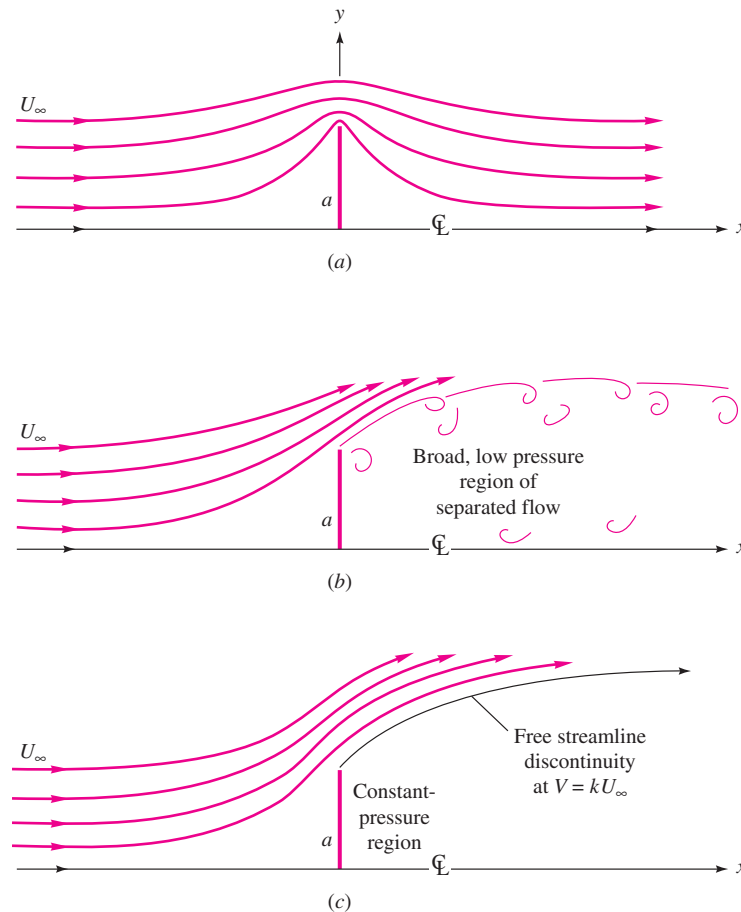 y
U∞
a
℄
x
(a)
U∞
Broad, low pressure
region of
separated flow
a
℄
x
(b)
U∞
Free streamline
discontinuity
at V = kU∞
Constant-
pressure
region
a
℄
x
(c)